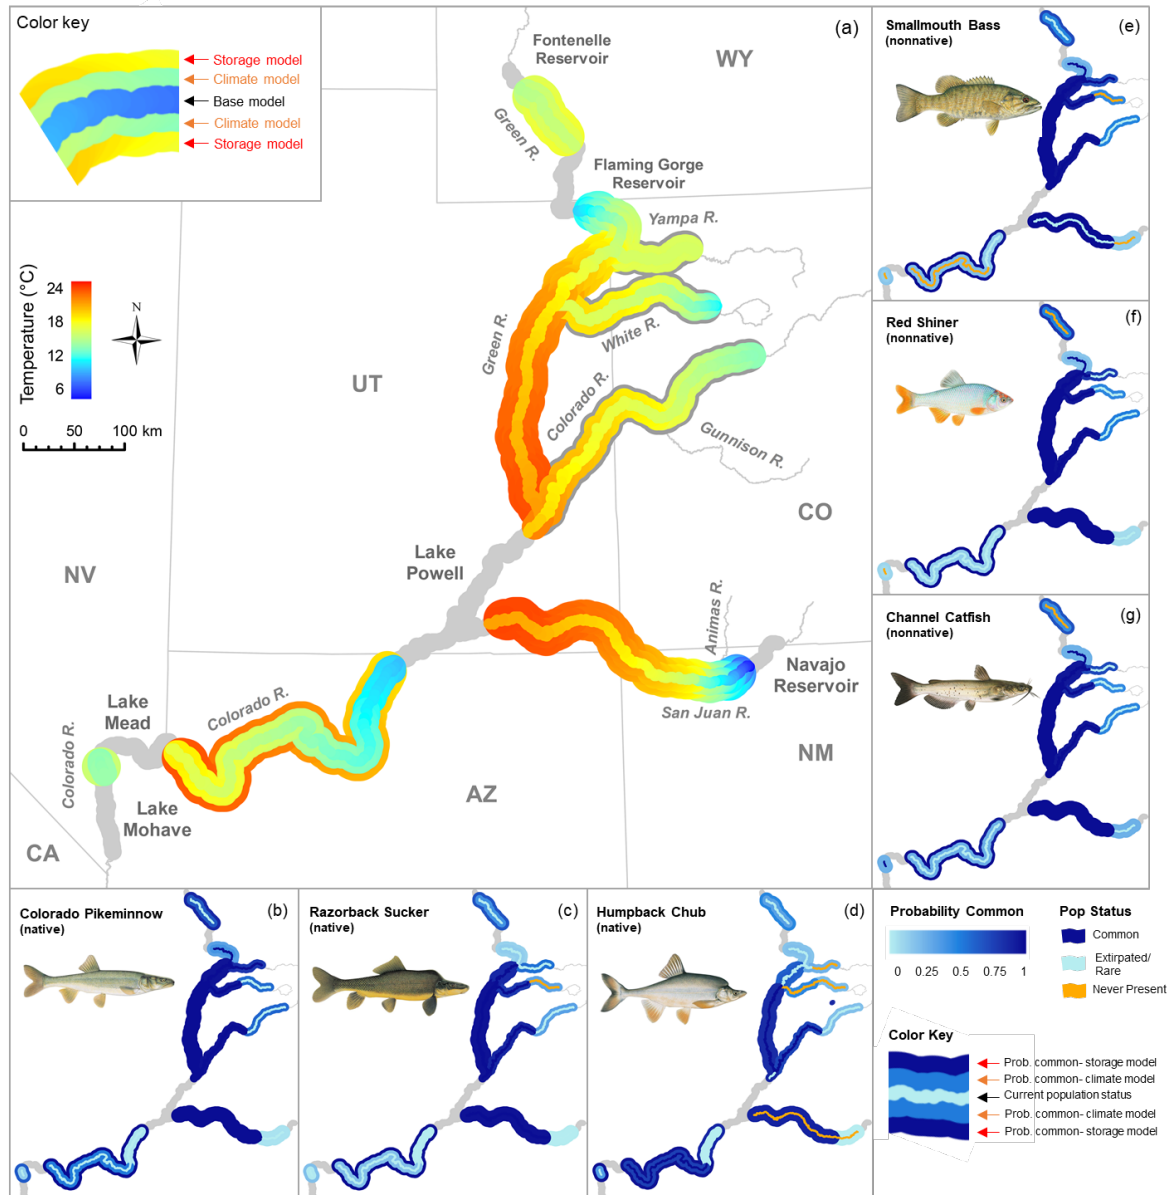 Color key
Storage model
Climate model
Base model
Climate model
Storage model
(a)
Fontenelle
Reservoir
WY
Green R.
Flaming Gorge
Reservoir
Yampa R.
Temperature (°C)
24
18
12
6
N
0 50 100 km
UT
Green R.
White R.
Colorado R.
Gunnison R.
CO
NV
Lake
Powell
Animas R.
Navajo
Reservoir
San Juan R.
Lake
Mead
Colorado R.
Colorado R.
NM
AZ
Lake
Mohave
CA
Smallmouth Bass
(nonnative)
(e)
Red Shiner
(nonnative)
(f)
Channel Catfish
(nonnative)
(g)
Colorado Pikeminnow
(native)
(b)
Razorback Sucker
(native)
(c)
Humpback Chub
(native)
(d)
Probability Common
0 0.25 0.5 0.75 1
Pop Status
Common
Extirpated/
Rare
Never Present
Color Key
Prob. common- storage model
Prob. common- climate model
Current population status
Prob. common- climate model
Prob. common- storage model